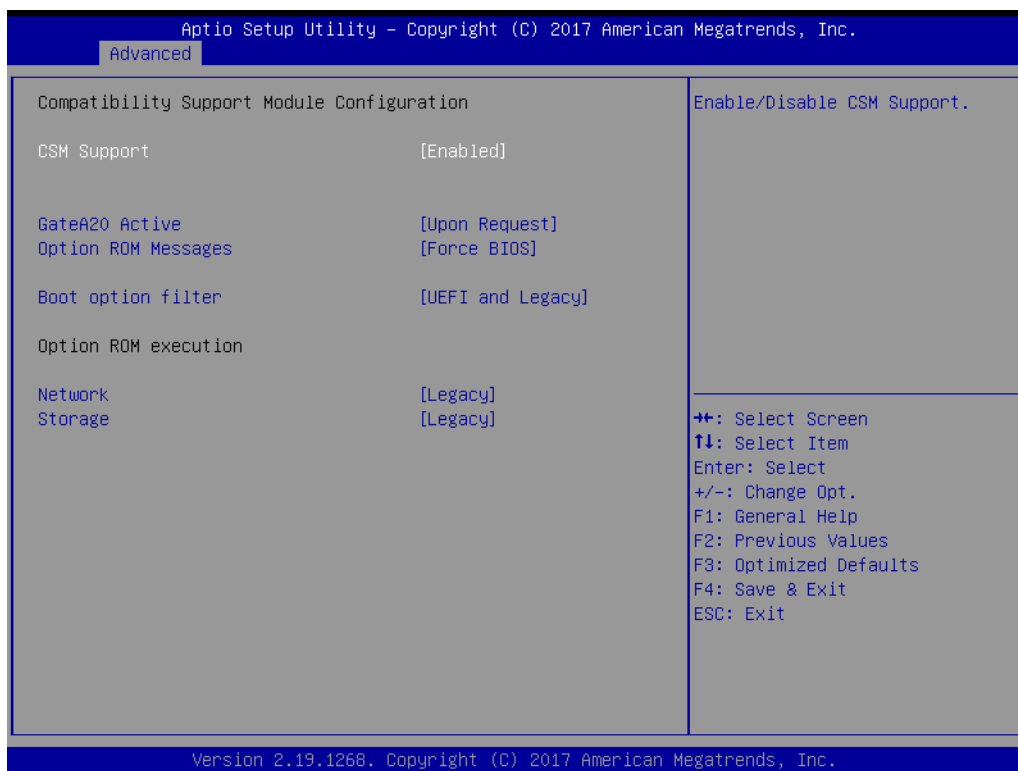 Aptio Setup Utility – Copyright (C) 2017 American Megatrends, Inc.
Advanced
Compatibility Support Module Configuration
CSM Support [Enabled]
GateA20 Active [Upon Request]
Option ROM Messages [Force BIOS]
Boot option filter [UEFI and Legacy]
Option ROM execution
Network [Legacy]
Storage [Legacy]
Enable/Disable CSM Support.
→←: Select Screen
↑↓: Select Item
Enter: Select
+/-: Change Opt.
F1: General Help
F2: Previous Values
F3: Optimized Defaults
F4: Save & Exit
ESC: Exit
Version 2.19.1268. Copyright (C) 2017 American Megatrends, Inc.